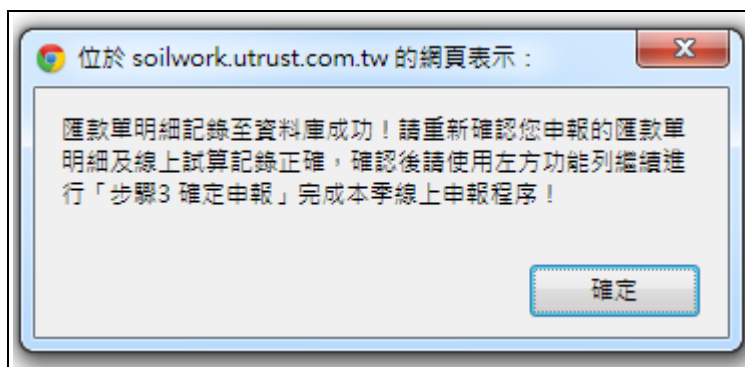 位於 soilwork.utrust.com.tw 的網頁表示：
匯款單明細記錄至資料庫成功！請重新確認您申報的匯款單
明細及線上試算記錄正確，確認後請使用左方功能列繼續進
行「步驟3 確定申報」完成本季線上申報程序！
確定